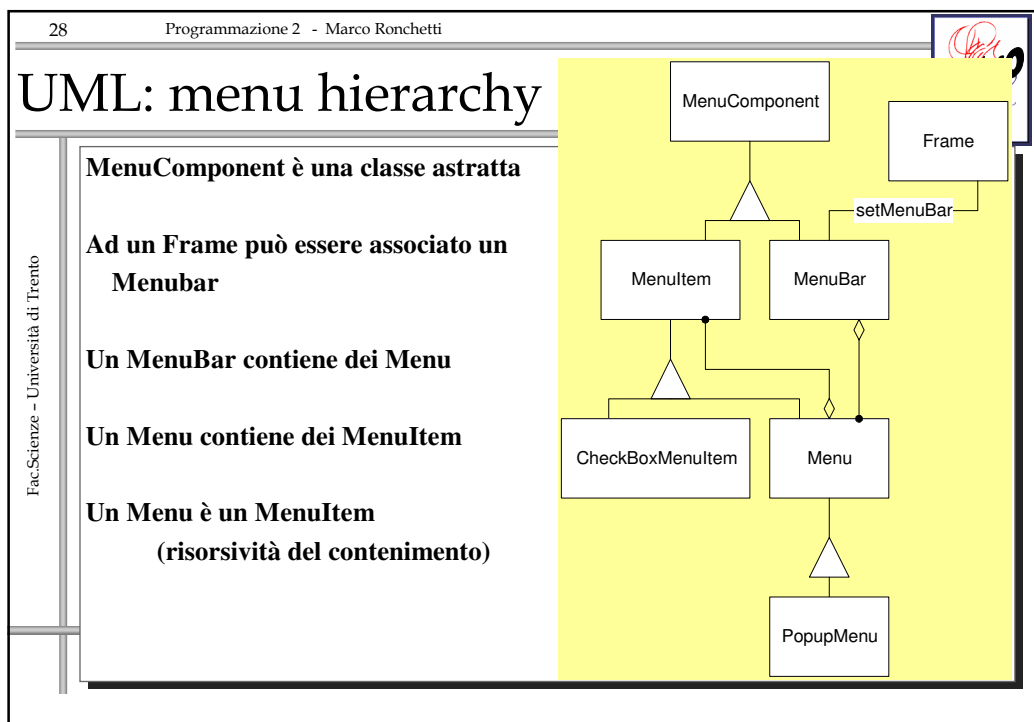 28 Programmazione 2 - Marco Ronchetti
UML: menu hierarchy
Fac.Scienze – Università di Trento
MenuComponent è una classe astratta
Ad un Frame può essere associato un
Menubar
Un MenuBar contiene dei Menu
Un Menu contiene dei MenuItem
Un Menu è un MenuItem
(risorsività del contenimento)
MenuComponent
Frame
setMenuBar
MenuItem
MenuBar
CheckBoxMenuItem
Menu
PopupMenu